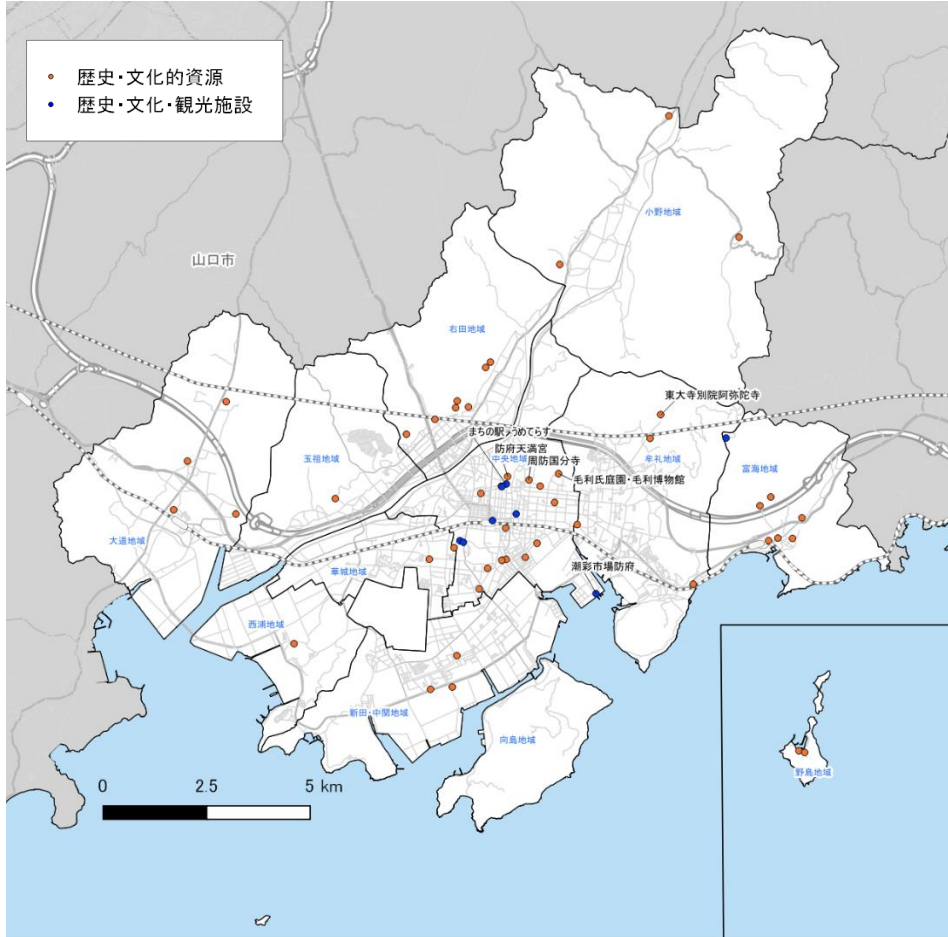 歴史・文化的資源
歴史・文化・観光施設
小野地域
山口市
右田地域
東大寺別院阿弥陀寺
まちの駅 うめてらす
防府天満宮
中央地域
周防国分寺
玉祖地域
牟礼地域
富海地域
毛利氏庭園・毛利博物館
大道地域
華城地域
潮彩市場防府
西浦地域
新田・中関地域
向島地域
野島地域
0 2.5 5 km